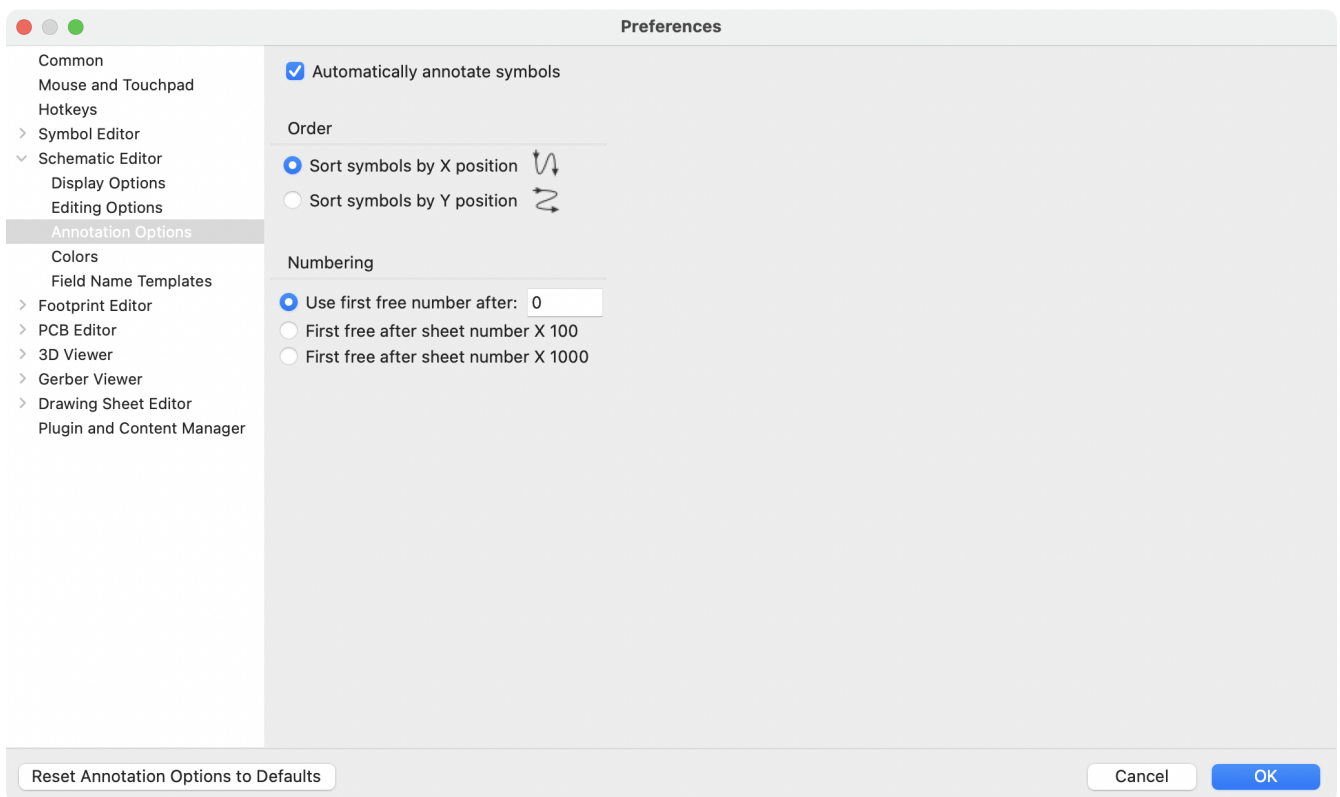 Preferences
Common
Mouse and Touchpad
Hotkeys
Symbol Editor
Schematic Editor
Display Options
Editing Options
Annotation Options
Colors
Field Name Templates
Footprint Editor
PCB Editor
3D Viewer
Gerber Viewer
Drawing Sheet Editor
Plugin and Content Manager
Automatically annotate symbols
Order
Sort symbols by X position
Sort symbols by Y position
Numbering
Use first free number after: 0
First free after sheet number X 100
First free after sheet number X 1000
Reset Annotation Options to Defaults
Cancel
OK